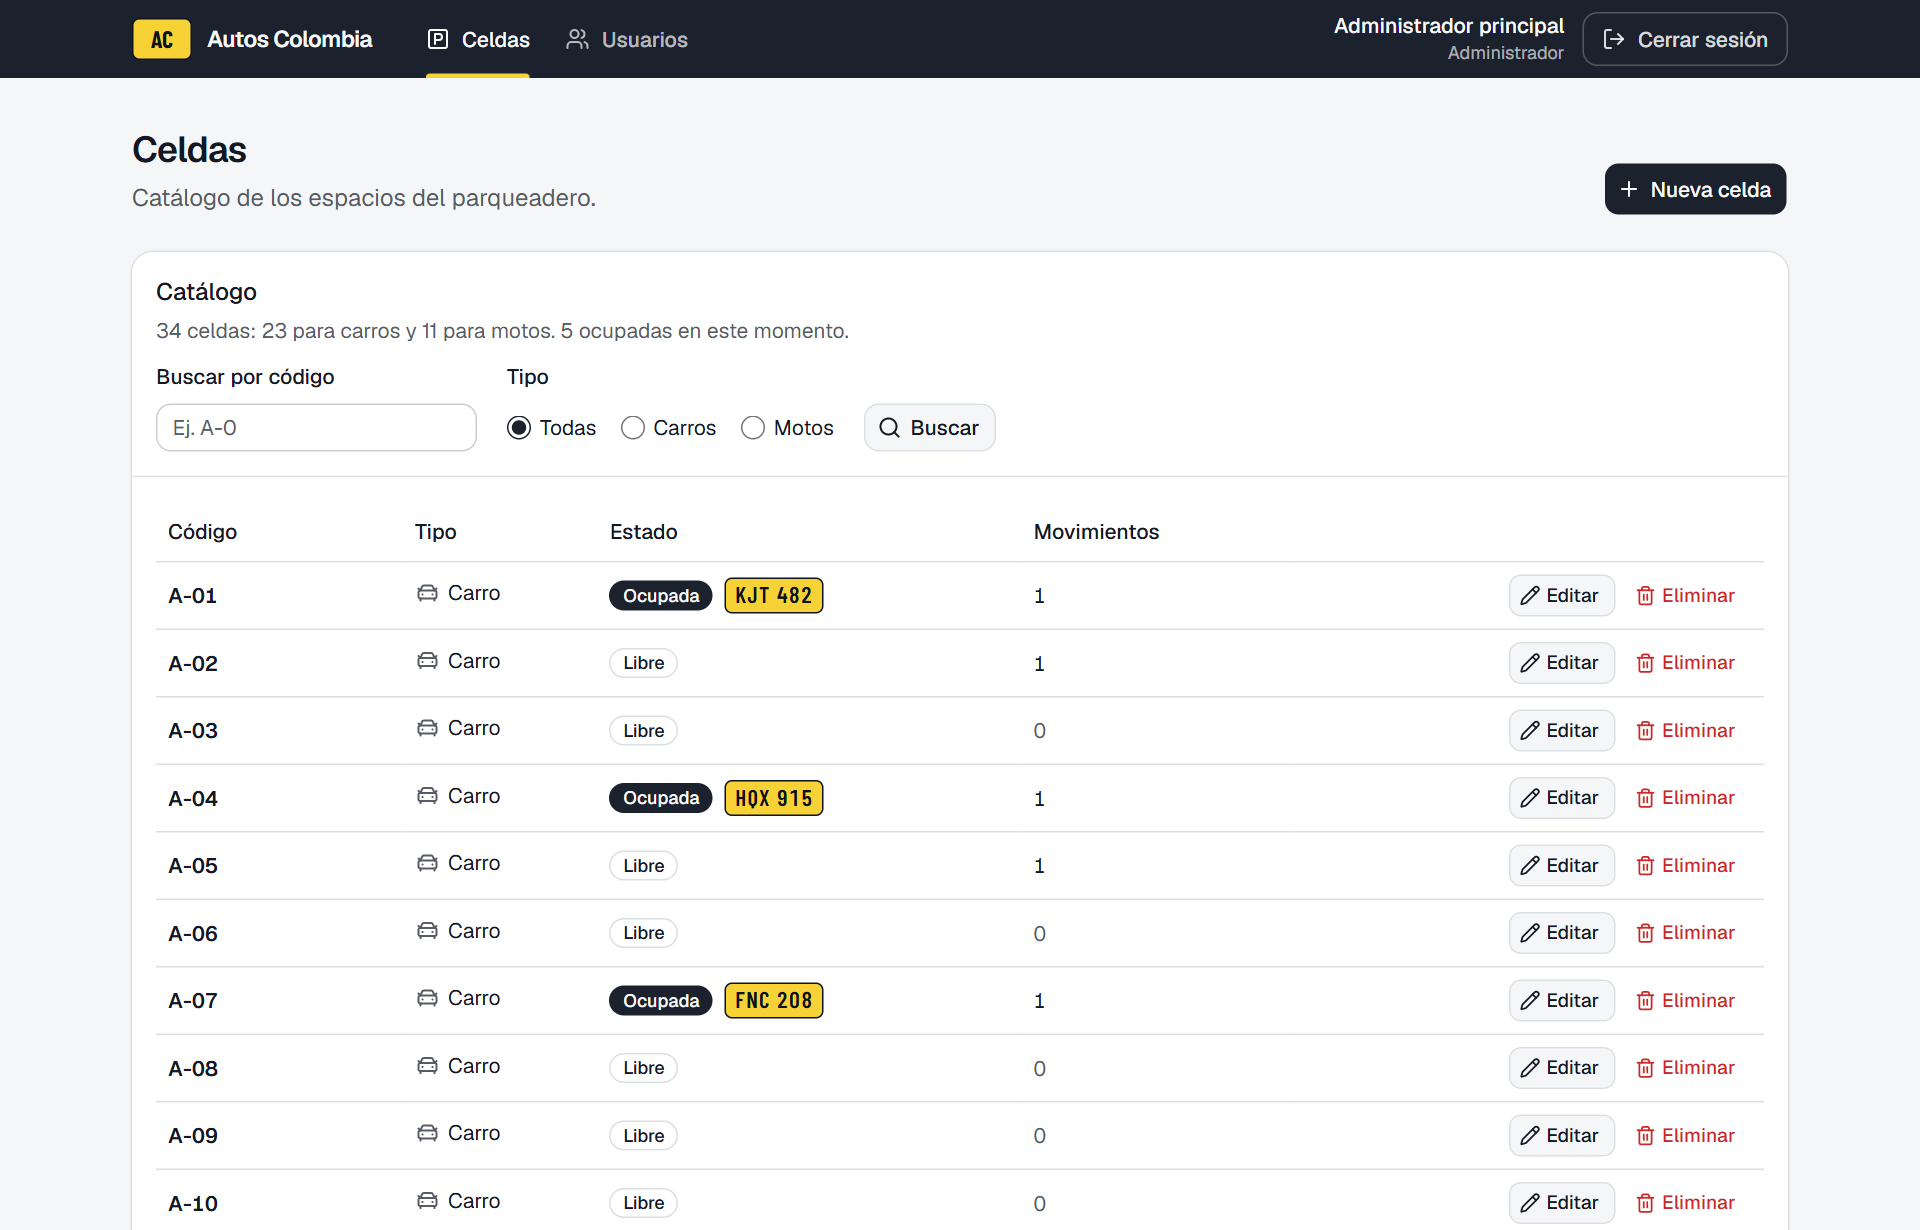 AC Autos Colombia Celdas Usuarios Administrador principal Cerrar sesión
Administrador
Celdas
Catálogo de los espacios del parqueadero.
+ Nueva celda
Catálogo
34 celdas: 23 para carros y 11 para motos. 5 ocupadas en este momento.
Buscar por código Tipo
Ej. A-0 Todas Carros Motos Buscar
Código Tipo Estado Movimientos
A-01 Carro Ocupada KJT 482 1 Editar Eliminar
A-02 Carro Libre 1 Editar Eliminar
A-03 Carro Libre 0 Editar Eliminar
A-04 Carro Ocupada HQX 915 1 Editar Eliminar
A-05 Carro Libre 1 Editar Eliminar
A-06 Carro Libre 0 Editar Eliminar
A-07 Carro Ocupada FNC 208 1 Editar Eliminar
A-08 Carro Libre 0 Editar Eliminar
A-09 Carro Libre 0 Editar Eliminar
A-10 Carro Libre 0 Editar Eliminar